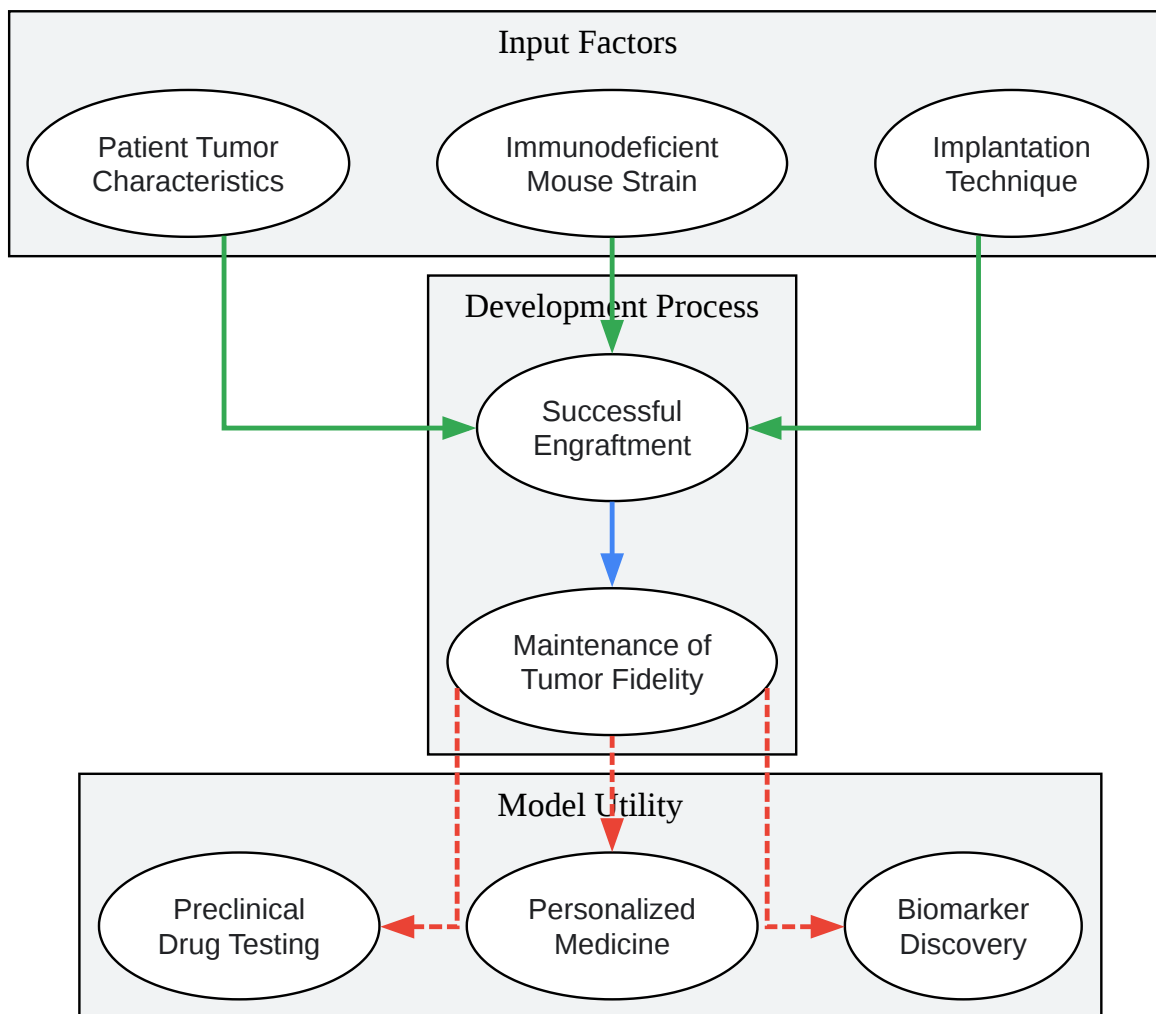 Input Factors
Patient Tumor
Characteristics
Immunodeficient
Mouse Strain
Implantation
Technique
Development Process
Successful
Engraftment
Maintenance of
Tumor Fidelity
Model Utility
Preclinical
Drug Testing
Personalized
Medicine
Biomarker
Discovery